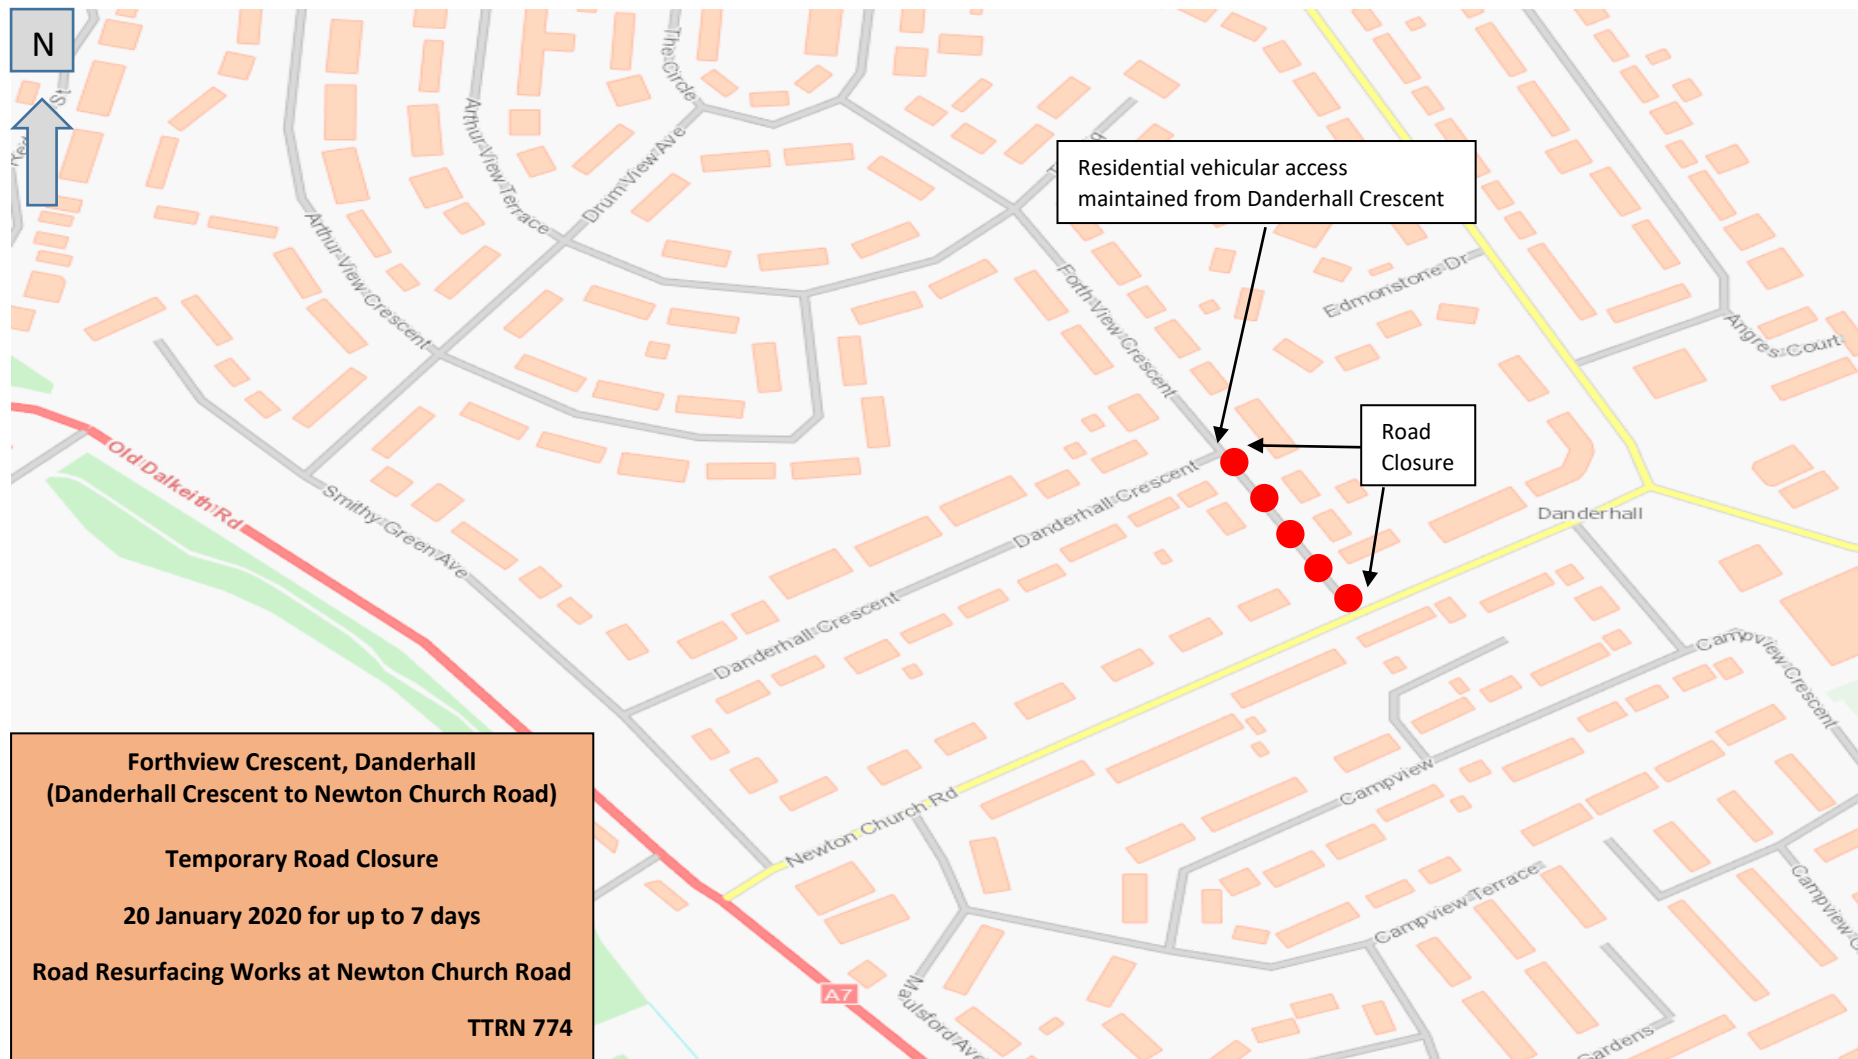 N
The Circle
Arthur View Terrace
Drum View Ave
Arthur View Crescent
Residential vehicular access
maintained from Danderhall Crescent
Forth View Crescent
Edmonstone Dr
Angres Court
Road
Closure
Old Dalkeith Rd
Smithy Green Ave
Danderhall Crescent
Danderhall
Danderhall Crescent
Campview Crescent
Newton Church Rd
Campview
Campview Terrace
A7
Gardens
Forthview Crescent, Danderhall
(Danderhall Crescent to Newton Church Road)
Temporary Road Closure
20 January 2020 for up to 7 days
Road Resurfacing Works at Newton Church Road
TTRN 774